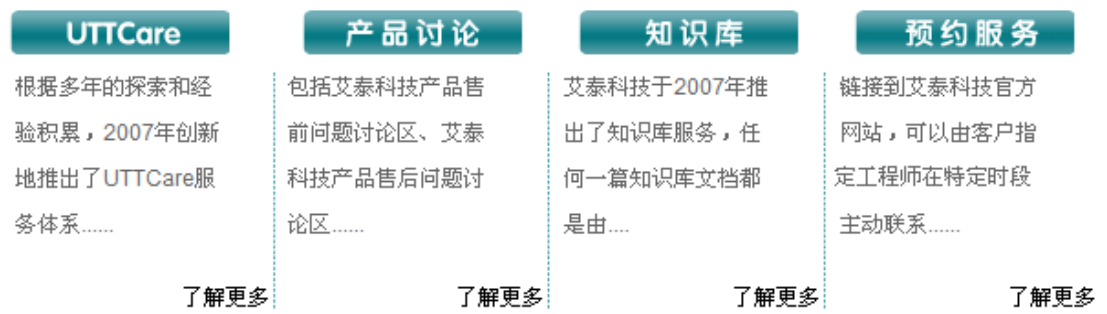 UTTCare
根据多年的探索和经
验积累，2007年创新
地推出了UTTCare服
务体系......
了解更多
产品讨论
包括艾泰科技产品售
前问题讨论区、艾泰
科技产品售后问题讨
论区......
了解更多
知识库
艾泰科技于2007年推
出了知识库服务，任
何一篇知识库文档都
是由....
了解更多
预约服务
链接到艾泰科技官方
网站，可以由客户指
定工程师在特定时段
主动联系......
了解更多